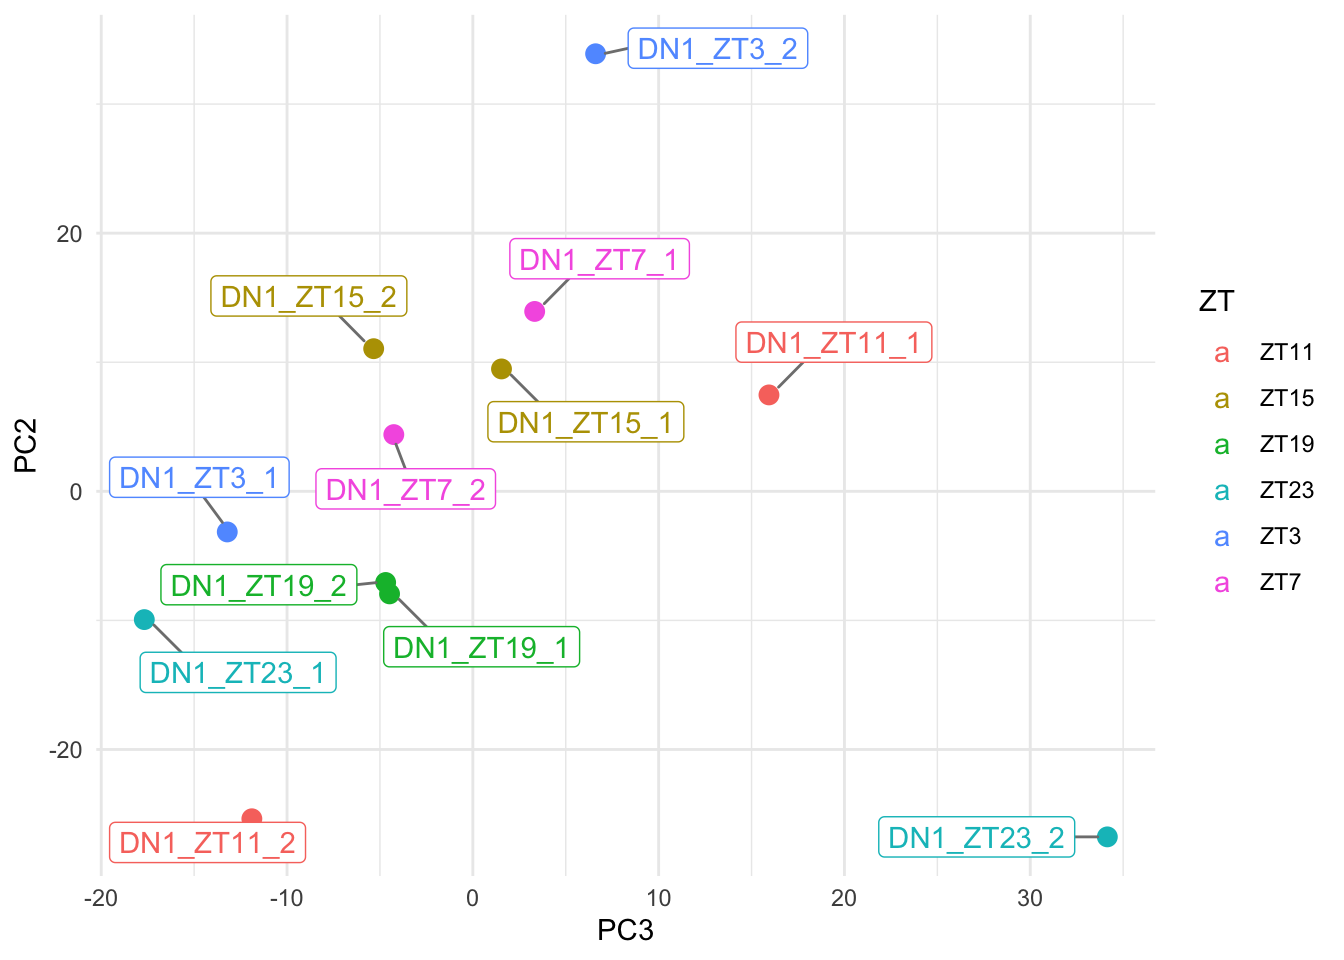 DN1_ZT3_2
DN1_ZT7_1
DN1_ZT15_2
DN1_ZT11_1
DN1_ZT15_1
DN1_ZT3_1
DN1_ZT7_2
DN1_ZT19_2
DN1_ZT19_1
DN1_ZT23_1
DN1_ZT11_2
DN1_ZT23_2
20
0
-20
PC2
-20 -10 0 10 20 30
PC3
ZT
a ZT11
a ZT15
a ZT19
a ZT23
a ZT3
a ZT7